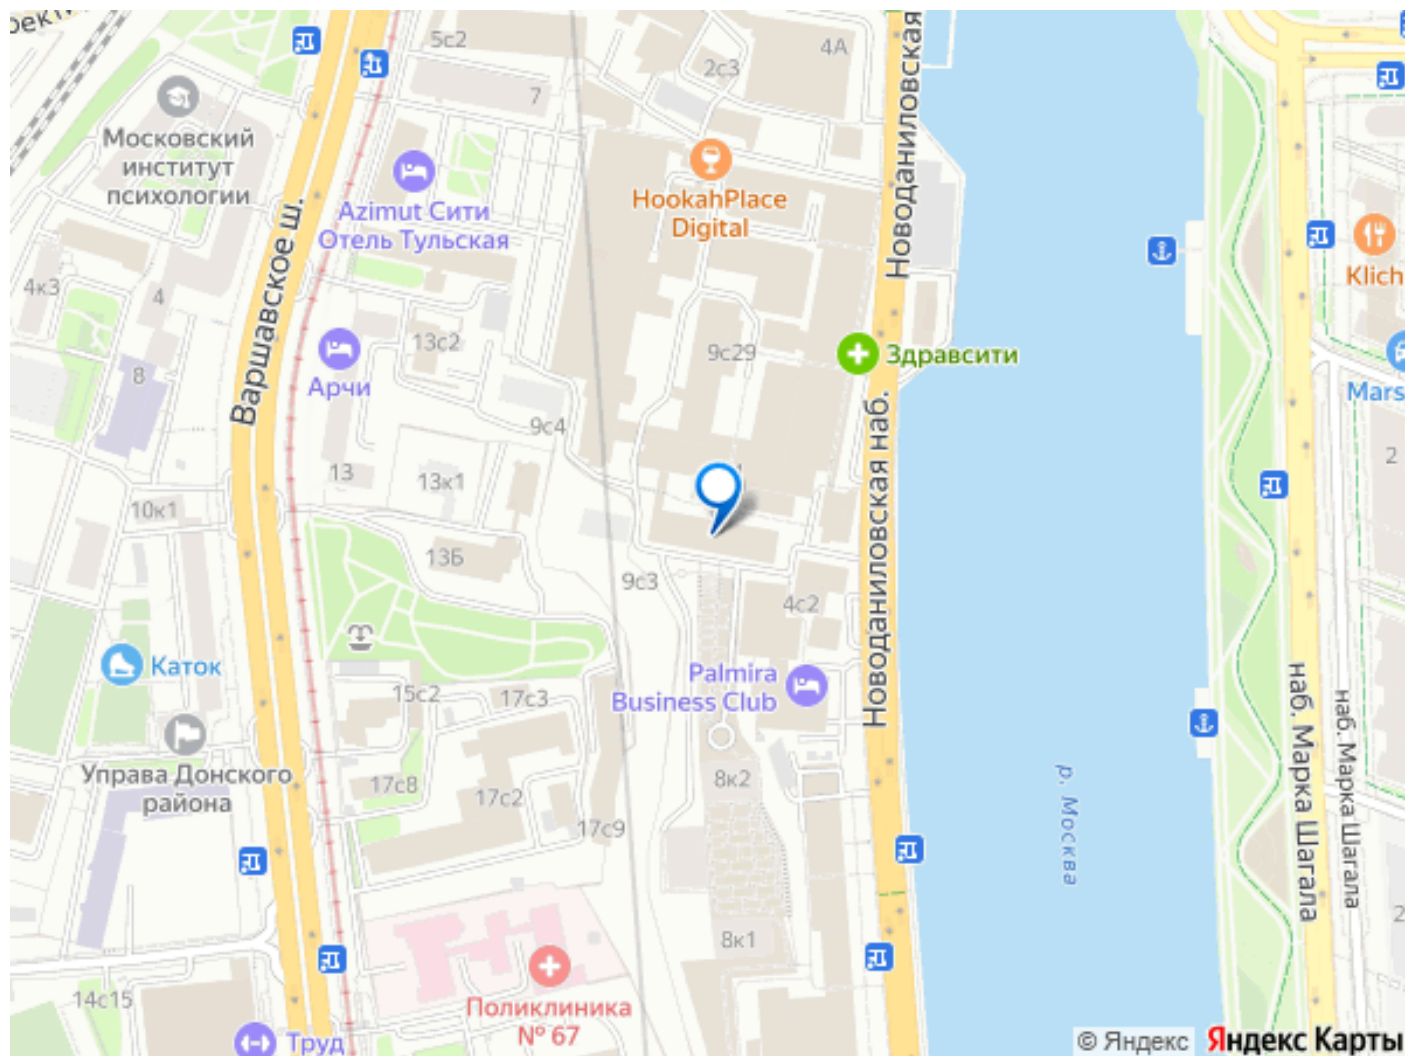 5с2
4А
2с3
7
Московский
институт
психологии
HookahPlace
Digital
Azimut Сити
Отель Тульская
Новоданиловская
Варшавское ш.
Klich
4к3
4
13с2
9с29
Здравсити
Арчи
8
Mars
9с4
13
13к1
2
10к1
13Б
9с3
4с2
Новоданиловская наб.
Каток
Palmira
Business Club
15с2
17с3
наб. Марка Шагала
наб. Марка Шагала
Управа Донского
района
17с8
17с2
8к2
17с9
р. Москва
8к1
14с15
Поликлиника
№ 67
Труд
© Яндекс
Яндекс Карты